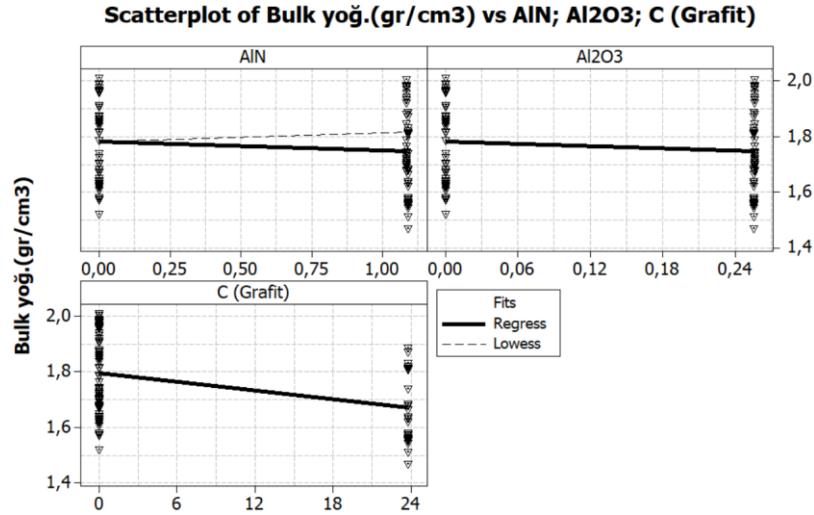 Scatterplot of Bulk yoğ.(gr/cm3) vs AlN; Al2O3; C (Grafit)
AlN
Al2O3
2,0
1,8
1,6
1,4
0,00 0,25 0,50 0,75 1,00
0,00 0,06 0,12 0,18 0,24
Bulk yoğ.(gr/cm3)
C (Grafit)
2,0
1,8
1,6
1,4
0 6 12 18 24
Fits
Regress
Lowess